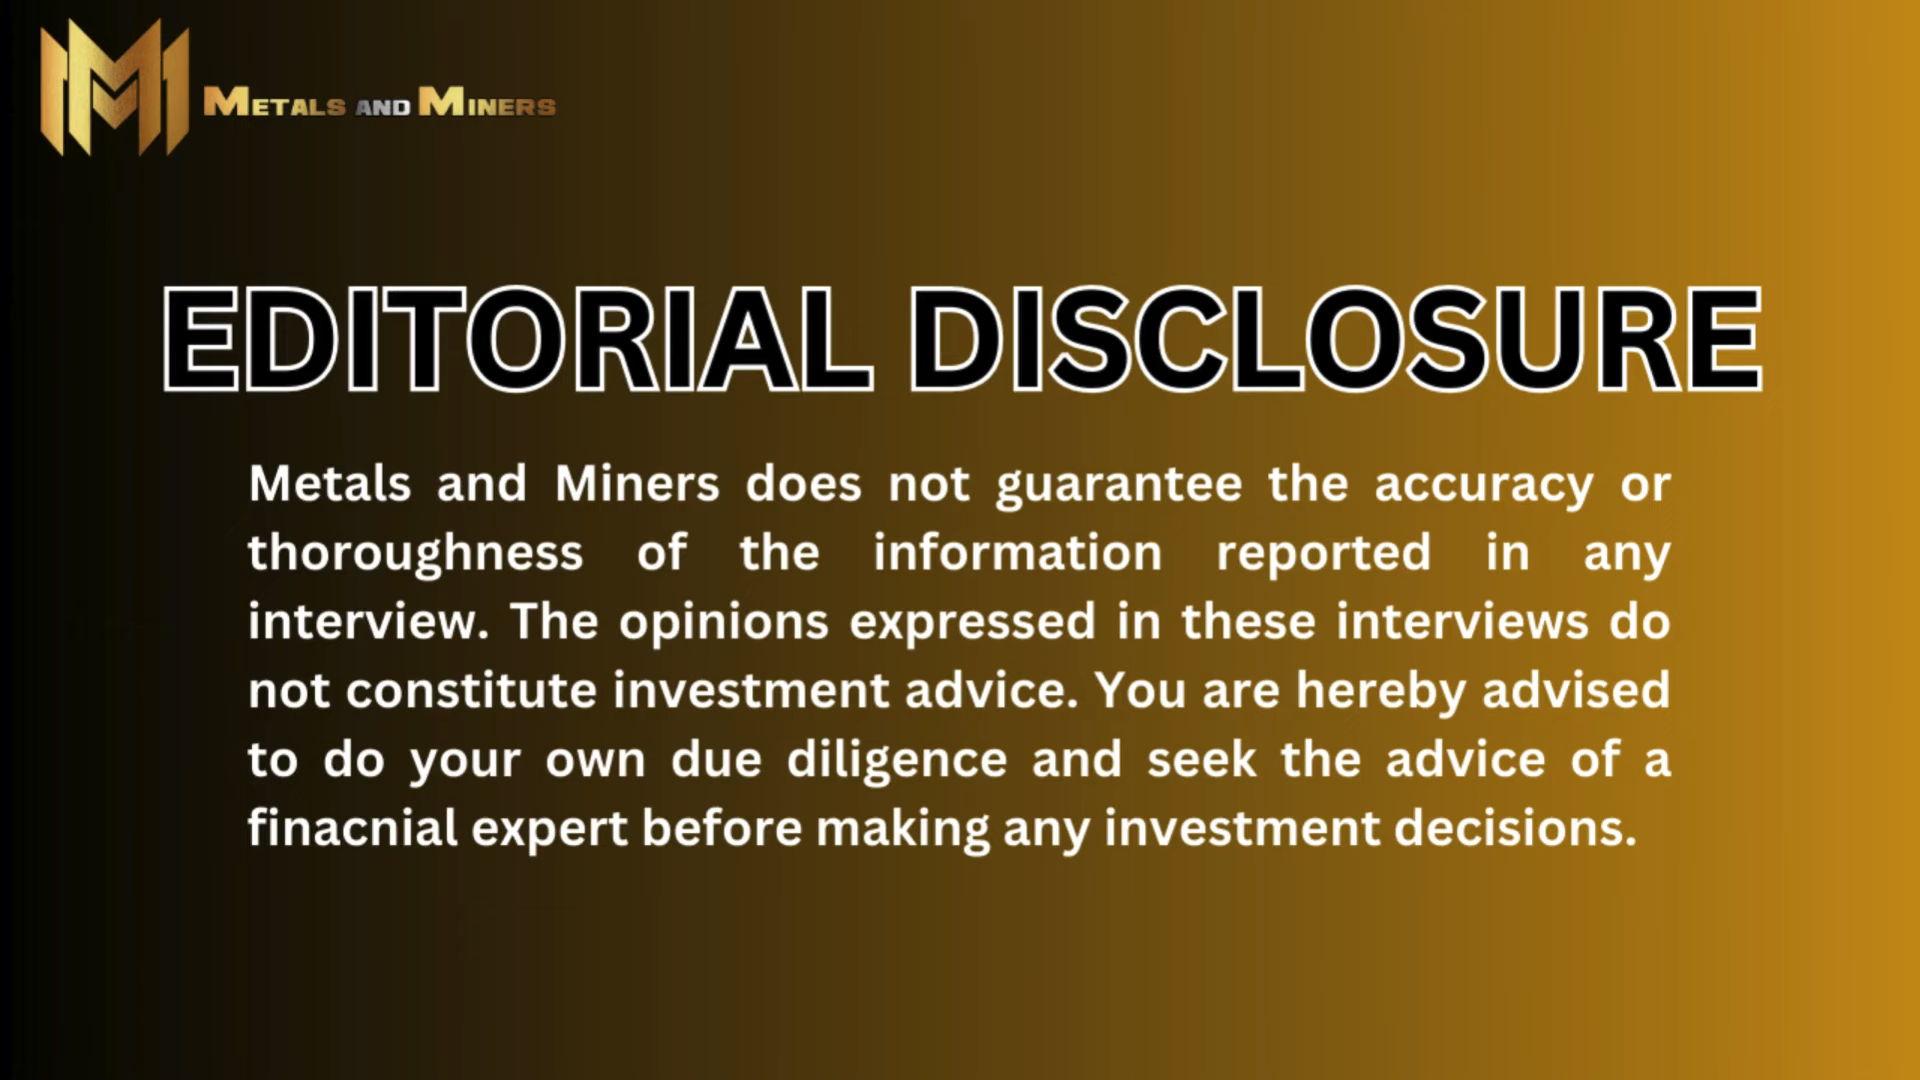 METALS AND MINERS
EDITORIAL DISCLOSURE
Metals and Miners does not guarantee the accuracy or
thoroughness of the information reported in any
interview. The opinions expressed in these interviews do
not constitute investment advice. You are hereby advised
to do your own due diligence and seek the advice of a
finacnial expert before making any investment decisions.